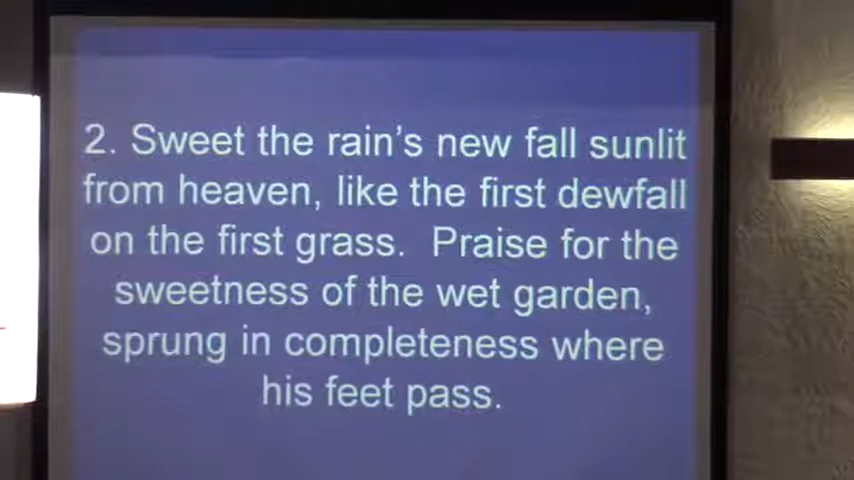 2. Sweet the rain's new fall sunlit
from heaven, like the first dewfall
on the first grass.  Praise for the
sweetness of the wet garden,
sprung in completeness where
his feet pass.